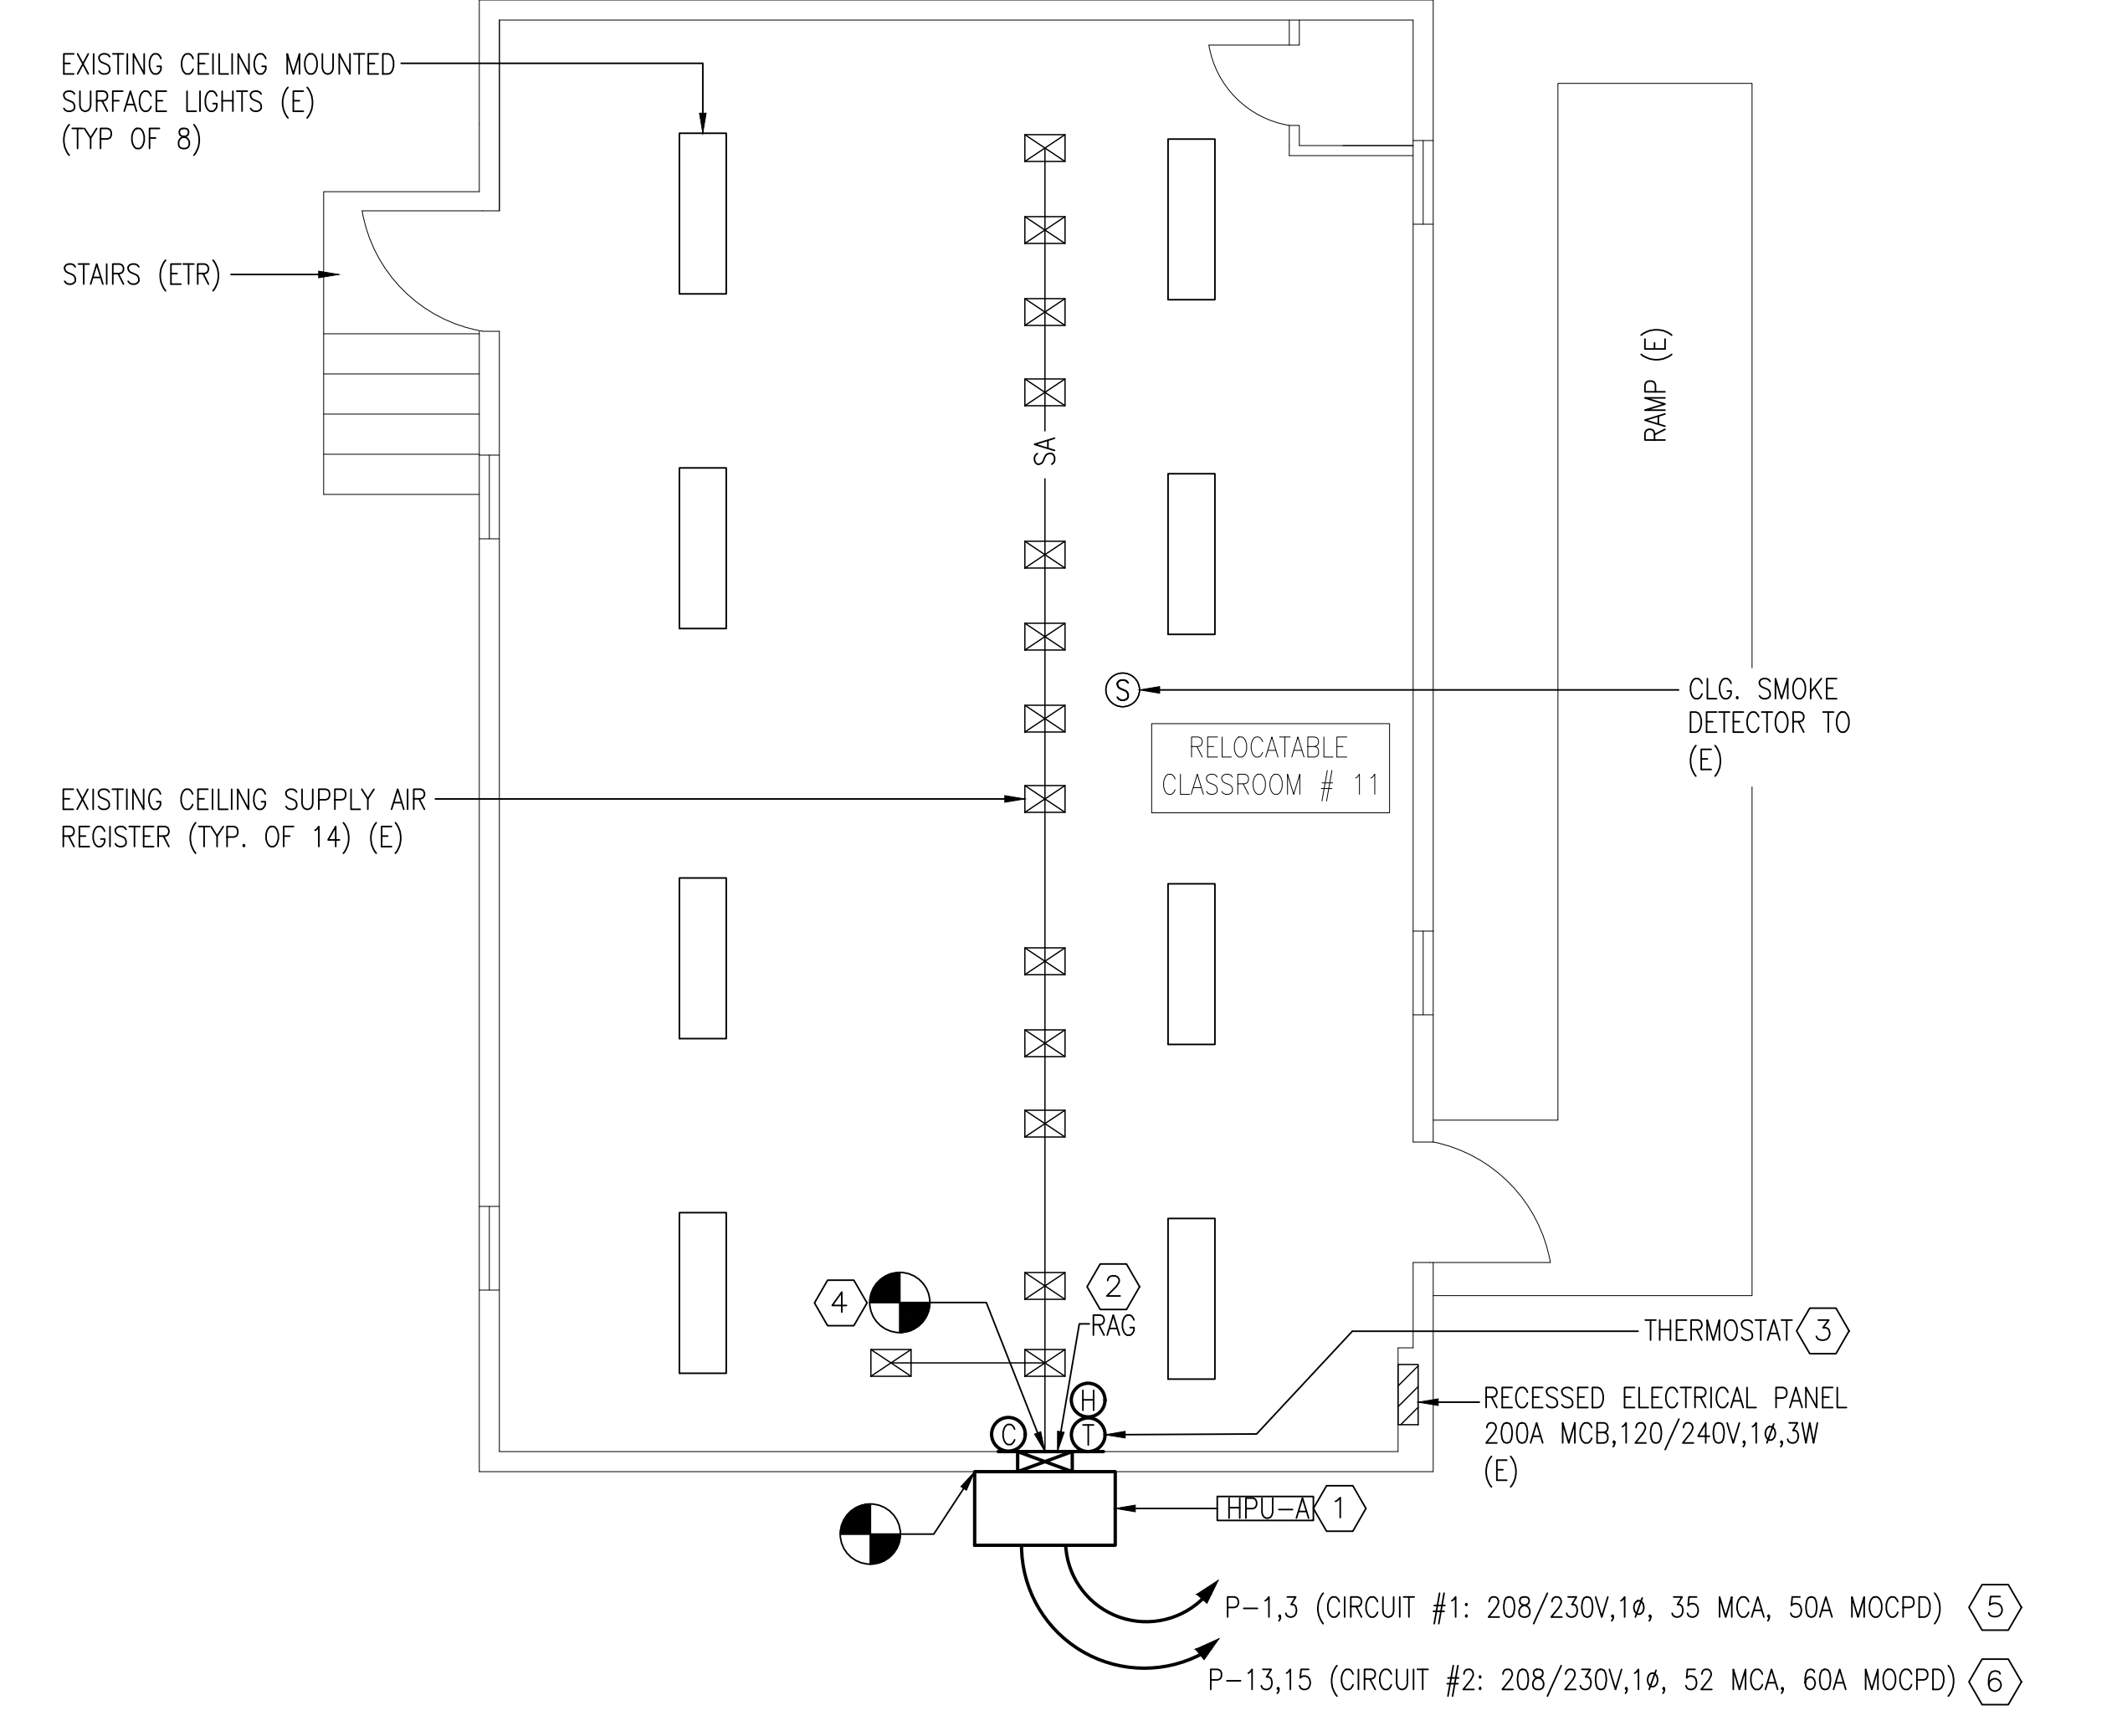 EXISTING CEILING MOUNTED
SURFACE LIGHTS (E)
(TYP OF 8)
STAIRS (ETR)
RAMP (E)
SA
S
CLG. SMOKE
DETECTOR TO
(E)
RELOCATABLE
CLASSROOM # 11
EXISTING CEILING SUPPLY AIR
REGISTER (TYP. OF 14) (E)
4
2
RAG
THERMOSTAT 3
H
C
T
RECESSED ELECTRICAL PANEL
200A MCB,120/240V,1ø,3W
(E)
HPU-A 1
P-1,3 (CIRCUIT #1: 208/230V,1ø, 35 MCA, 50A MOCPD) 5
P-13,15 (CIRCUIT #2: 208/230V,1ø, 52 MCA, 60A MOCPD) 6